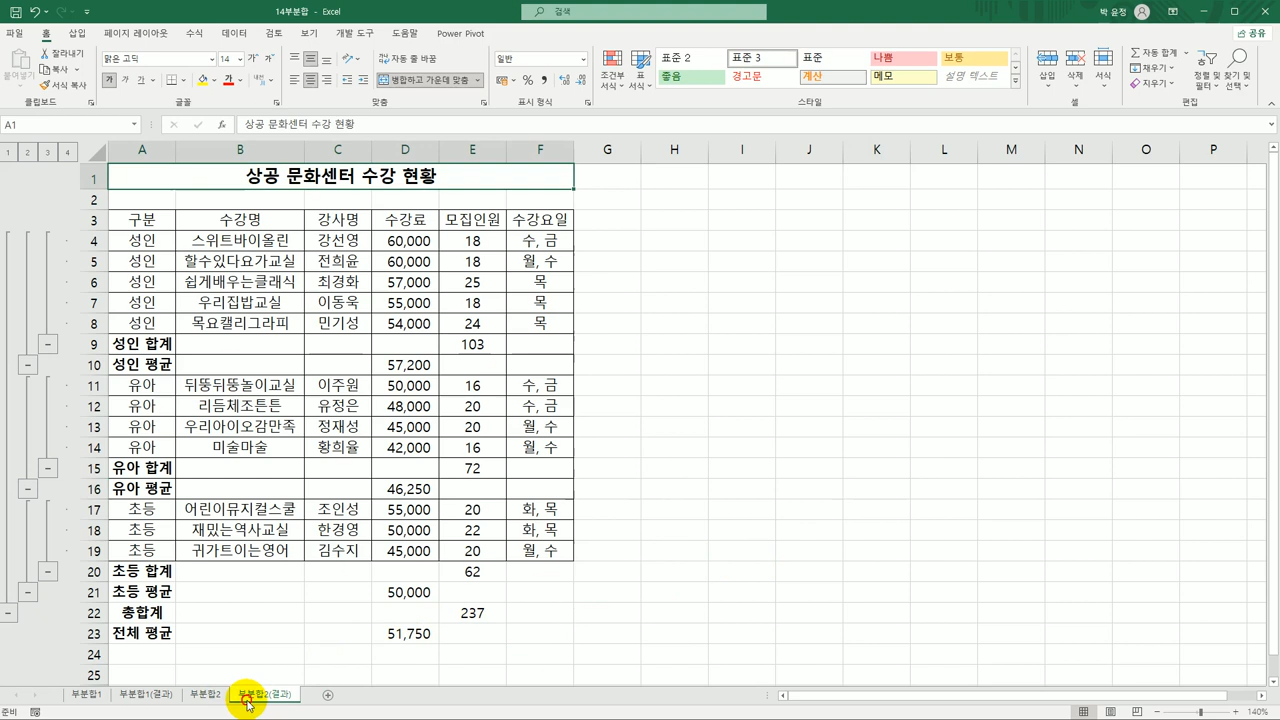 14부분합 - Excel
검색
박 윤정
파일 홈 삽입 페이지 레이아웃 수식 데이터 검토 보기 개발 도구 도움말 Power Pivot
공유
붙여넣기
잘라내기
복사
서식 복사
클립보드
맑은 고딕 14
가 가 가 가
글꼴
자동 줄 바꿈
병합하고 가운데 맞춤
맞춤
일반
표시 형식
조건부 서식
표 서식
표준 2 표준 3 표준 나쁨 보통
좋음 경고문 계산 메모 설명 텍스트
스타일
삽입 삭제 서식
셀
자동 합계
채우기
지우기
정렬 및 필터
찾기 및 선택
편집
A1
fx
상공 문화센터 수강 현황
1 2 3 4
A B C D E F G H I J K L M N O P
1 상공 문화센터 수강 현황
2
3 구분 수강명 강사명 수강료 모집인원 수강요일
4 성인 스위트바이올린 강선영 60,000 18 수, 금
5 성인 할수있다요가교실 전희윤 60,000 18 월, 수
6 성인 쉽게배우는클래식 최경화 57,000 25 목
7 성인 우리집밥교실 이동욱 55,000 18 목
8 성인 목요캘리그라피 민기성 54,000 24 목
9 성인 합계 103
10 성인 평균 57,200
11 유아 뒤뚱뒤뚱놀이교실 이주원 50,000 16 수, 금
12 유아 리듬체조튼튼 유정은 48,000 20 수, 금
13 유아 우리아이오감만족 정재성 45,000 20 월, 수
14 유아 미술마술 황희율 42,000 16 월, 수
15 유아 합계 72
16 유아 평균 46,250
17 초등 어린이뮤지컬스쿨 조인성 55,000 20 화, 목
18 초등 재밌는역사교실 한경영 50,000 22 화, 목
19 초등 귀가트이는영어 김수지 45,000 20 월, 수
20 초등 합계 62
21 초등 평균 50,000
22 총합계 237
23 전체 평균 51,750
24
25
부분합1 부분합1(결과) 부분합2 부분합2(결과)
준비
140%